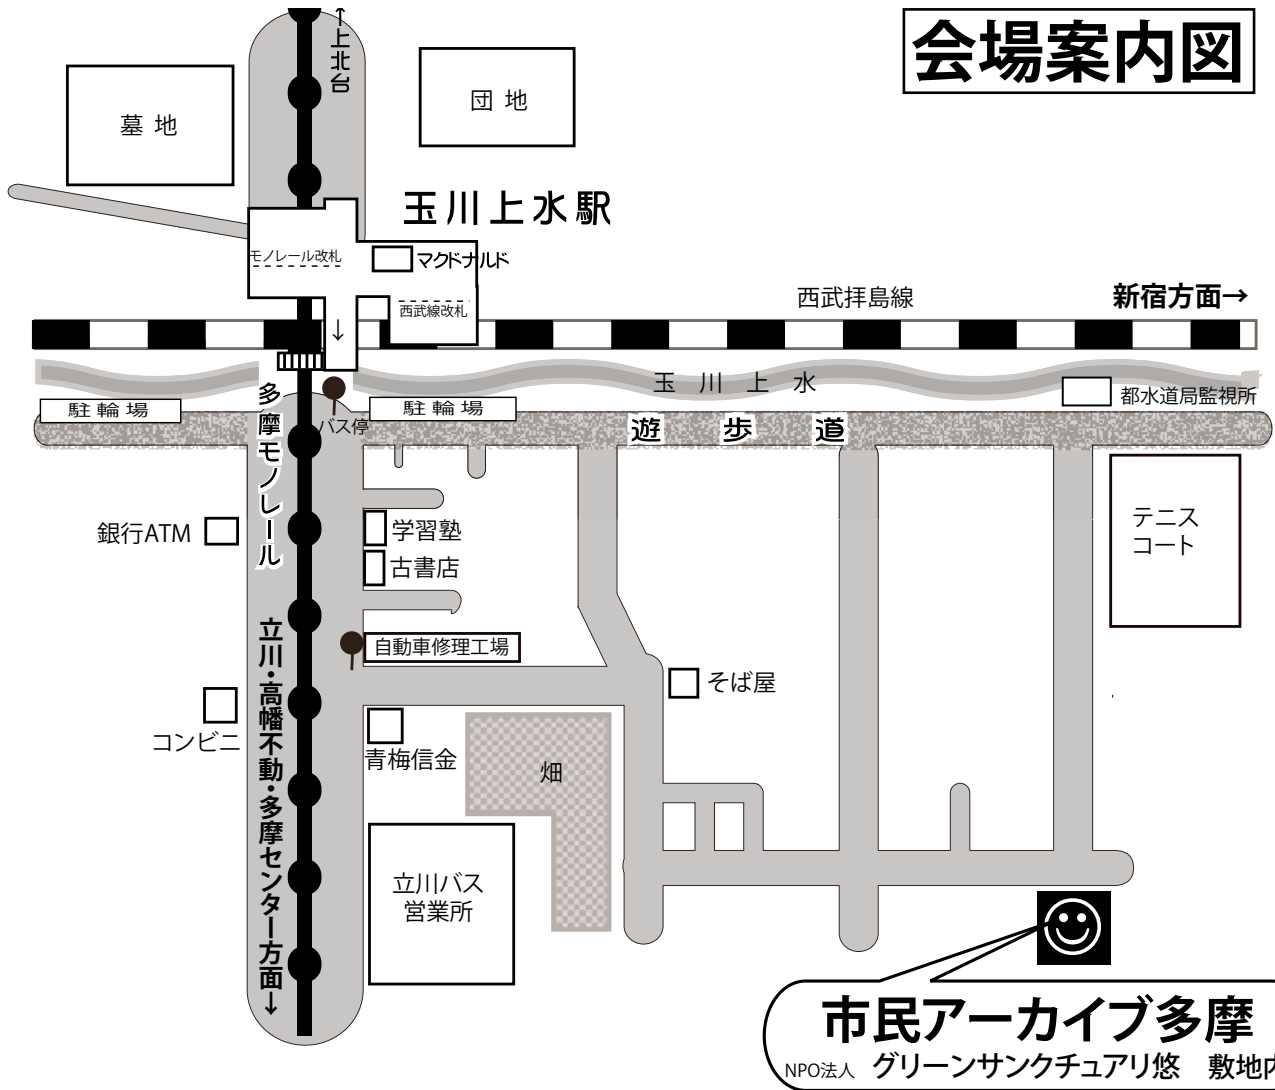 会場案内図
↑上北台
墓 地
団 地
玉川上水駅
モノレール改札
マクドナルド
西武線改札
↓
西武拝島線
新宿方面→
玉 川 上 水
都水道局監視所
駐 輪 場
駐 輪 場
バス停
遊 歩 道
多摩モノレール
銀行ATM
学習塾
古書店
テニス
コート
自動車修理工場
立川・高幡不動・多摩センター方面→
そば屋
コンビニ
青梅信金
畑
立川バス
営業所
市民アーカイブ多摩
NPO法人 グリーンサンクチュアリ悠 敷地内